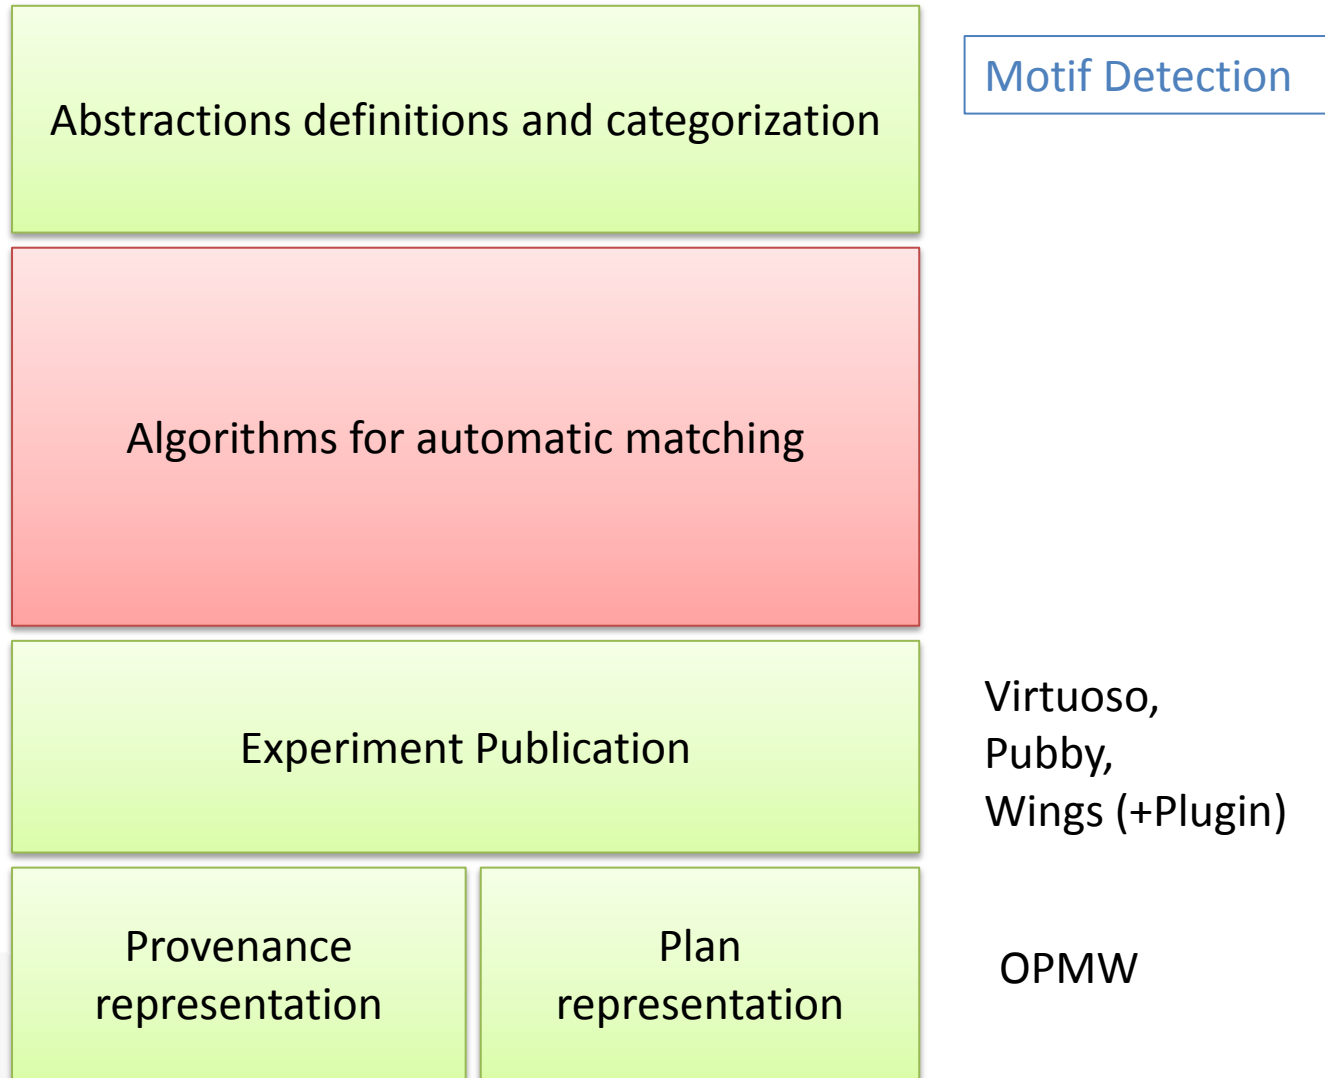 Abstractions definitions and categorization
Motif Detection
Algorithms for automatic matching
Experiment Publication
Virtuoso,
Pubby,
Wings (+Plugin)
Provenance
representation
Plan
representation
OPMW